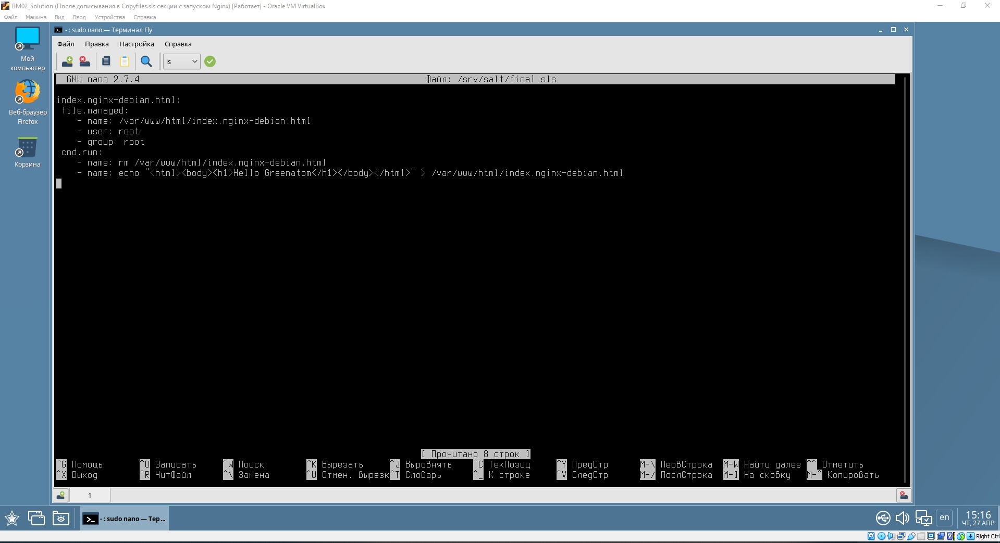 BM02_Solution (После дописывания в Copyfiles.sls секции с запуском Nginx) [Работает] - Oracle VM VirtualBox
Файл Машина Вид Ввод Устройства Справка
- : sudo nano — Терминал Fly
Файл Правка Настройка Справка
ls
Мой
компьютер
Веб-браузер
Firefox
Корзина
GNU nano 2.7.4 Файл: /srv/salt/final.sls
index.nginx-debian.html:
file.managed:
- name: /var/www/html/index.nginx-debian.html
- user: root
- group: root
cmd.run:
- name: rm /var/www/html/index.nginx-debian.html
- name: echo "<html><body><h1>Hello Greenatom</h1></body></html>" > /var/www/html/index.nginx-debian.html
[ Прочитано 8 строк ]
^G Помощь ^O Записать ^W Поиск ^K Вырезать ^J Выровнять ^C ТекПозиц ^Y ПредСтр M-\ ПервСтрока M-W Найти далее ^^ Отметить
^X Выход ^R ЧитФайл ^\ Замена ^U Отмен. Вырезк ^T Словарь ^_ К строке ^V СледСтр M-/ ПослСтрока M-] На скобку M-^ Копировать
1
- : sudo nano — Тер...
en
15:16
ЧТ, 27 АПР
Right Ctrl